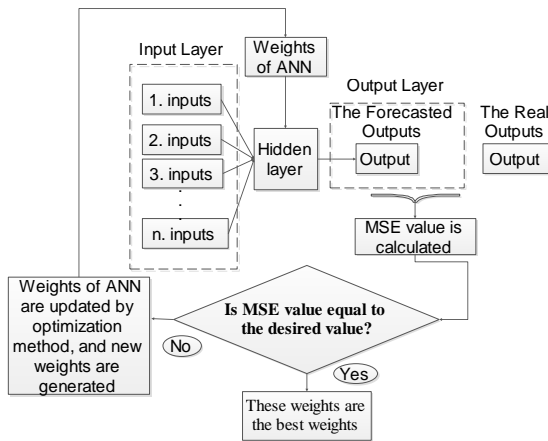 Input Layer
Weights
of ANN
Output Layer
1. inputs
2. inputs
3. inputs
.
.
n. inputs
Hidden
layer
The Forecasted
Outputs
Output
The Real
Outputs
Output
MSE value is
calculated
Is MSE value equal to
the desired value?
No
Yes
Weights of ANN
are updated by
optimization
method, and new
weights are
generated
These weights are
the best weights